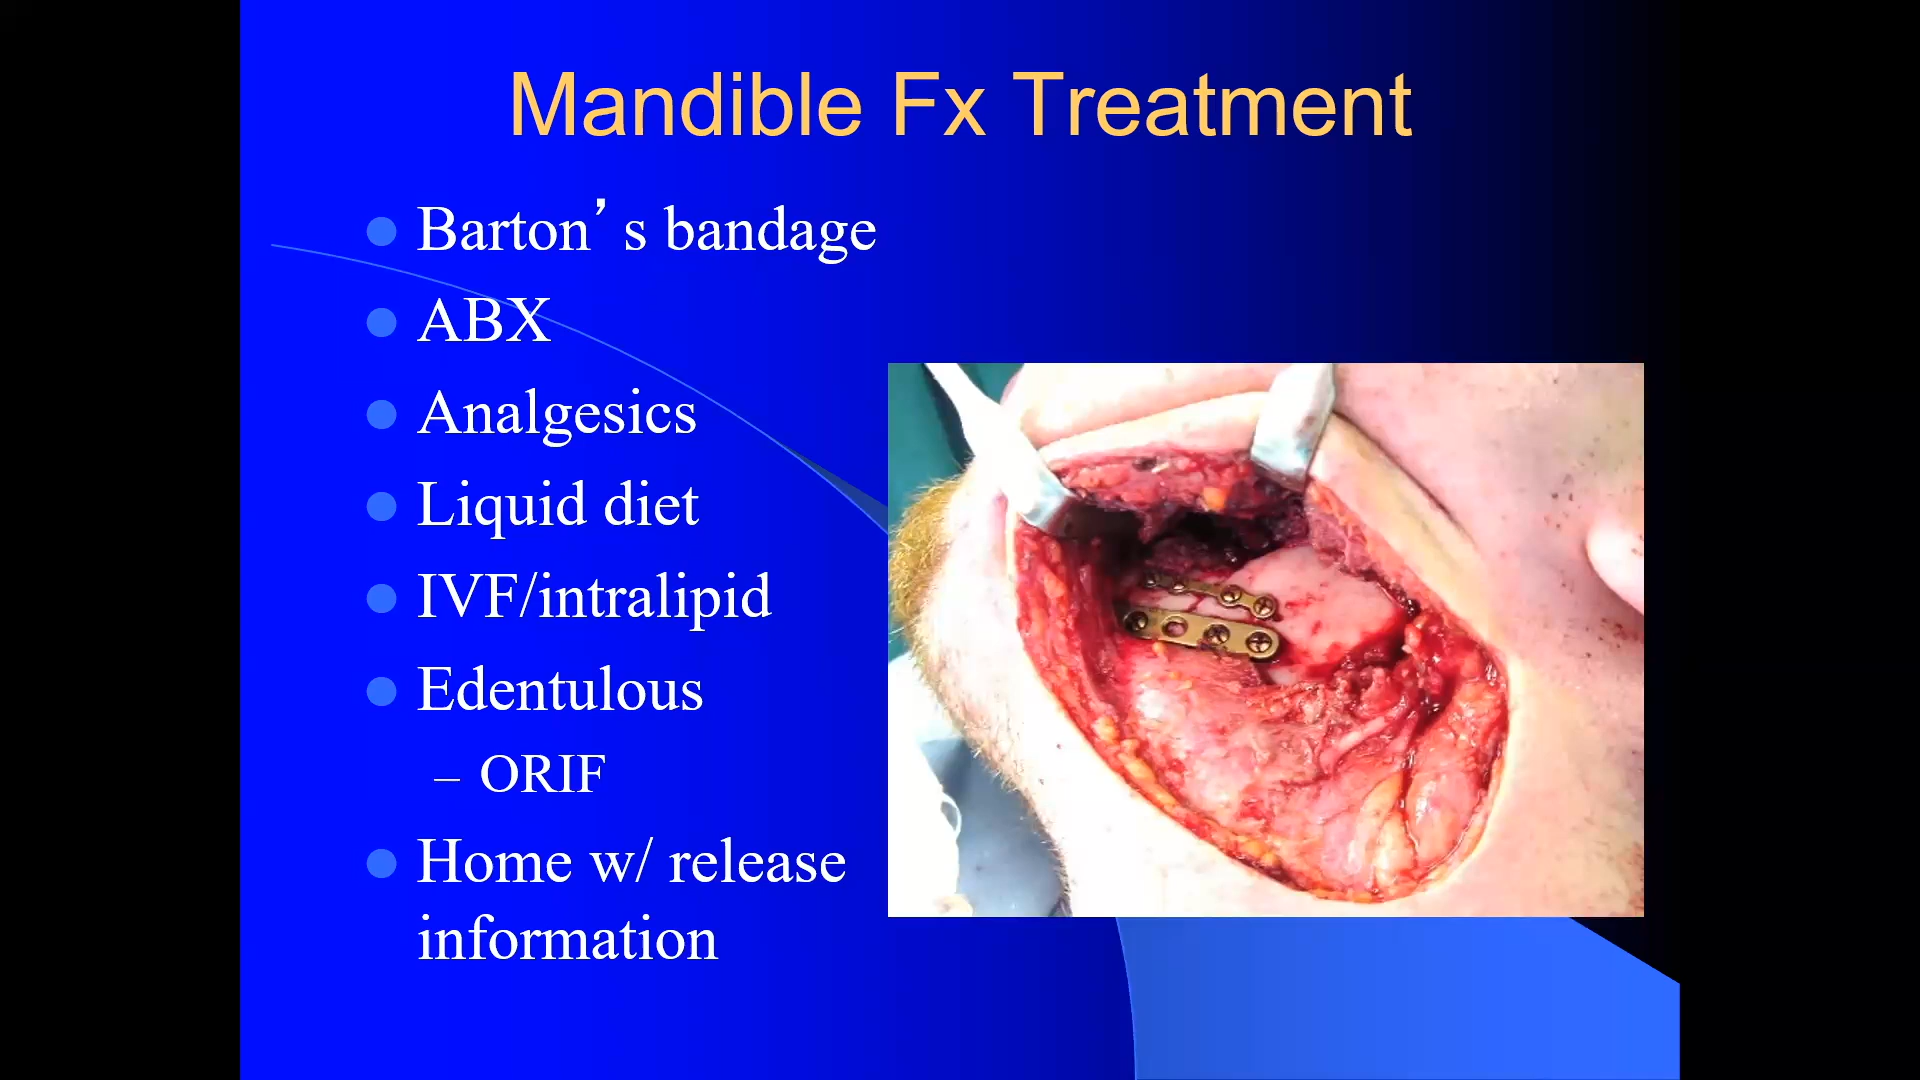 Mandible Fx Treatment
Barton’s bandage
ABX
Analgesics
Liquid diet
IVF/intralipid
Edentulous
– ORIF
Home w/ release
information